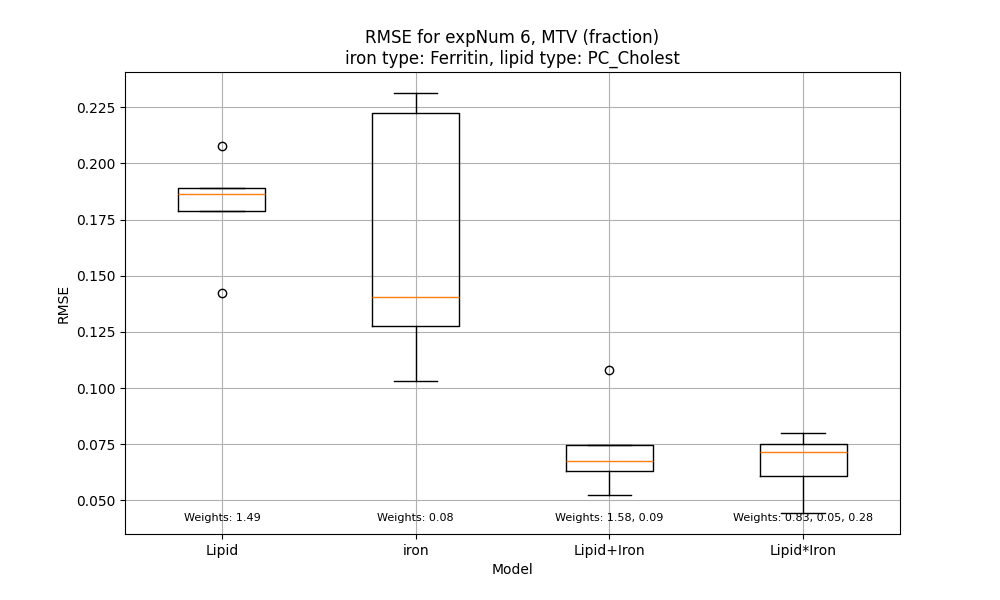 RMSE for expNum 6, MTV (fraction)
iron type: Ferritin, lipid type: PC_Cholest
0.225
0.200
0.175
0.150
0.125
0.100
0.075
0.050
RMSE
Weights: 1.49
Weights: 0.08
Weights: 1.58, 0.09
Weights: 0.83, 0.05, 0.28
Lipid
iron
Lipid+Iron
Lipid*Iron
Model